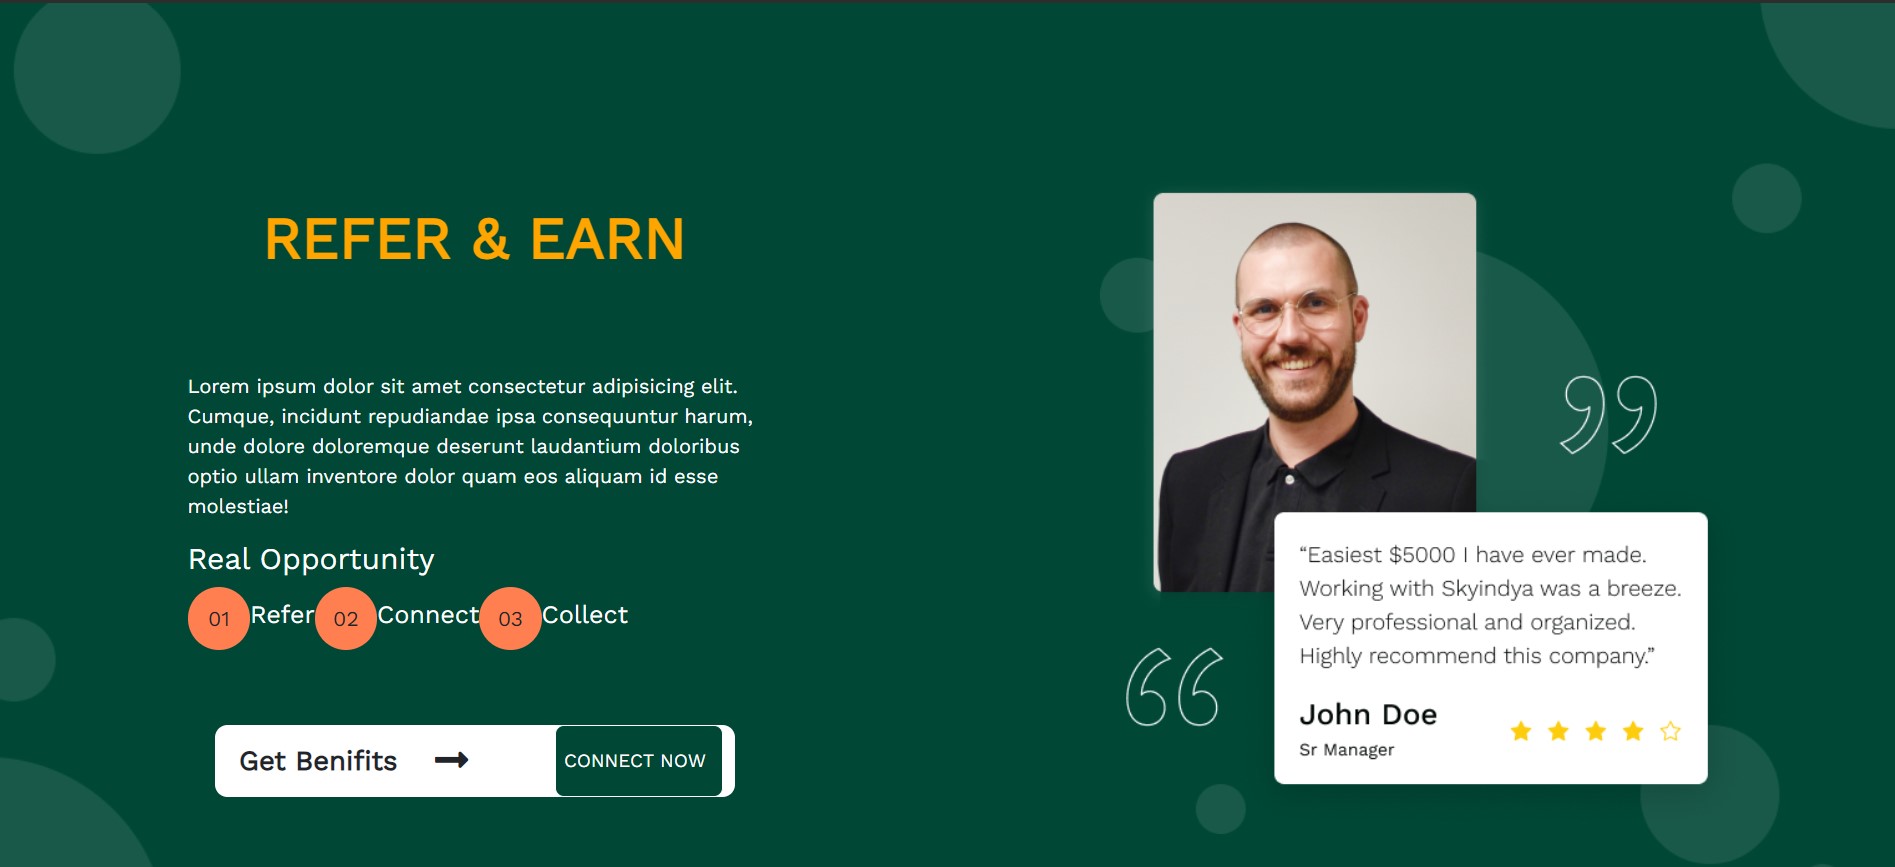 REFER & EARN
Lorem ipsum dolor sit amet consectetur adipisicing elit.
Cumque, incidunt repudiandae ipsa consequuntur harum,
unde dolore doloremque deserunt laudantium doloribus
optio ullam inventore dolor quam eos aliquam id esse
molestiae!
Real Opportunity
01 Refer 02 Connect 03 Collect
Get Benifits CONNECT NOW
“Easiest $5000 I have ever made.
Working with Skyindya was a breeze.
Very professional and organized.
Highly recommend this company.”
John Doe
Sr Manager